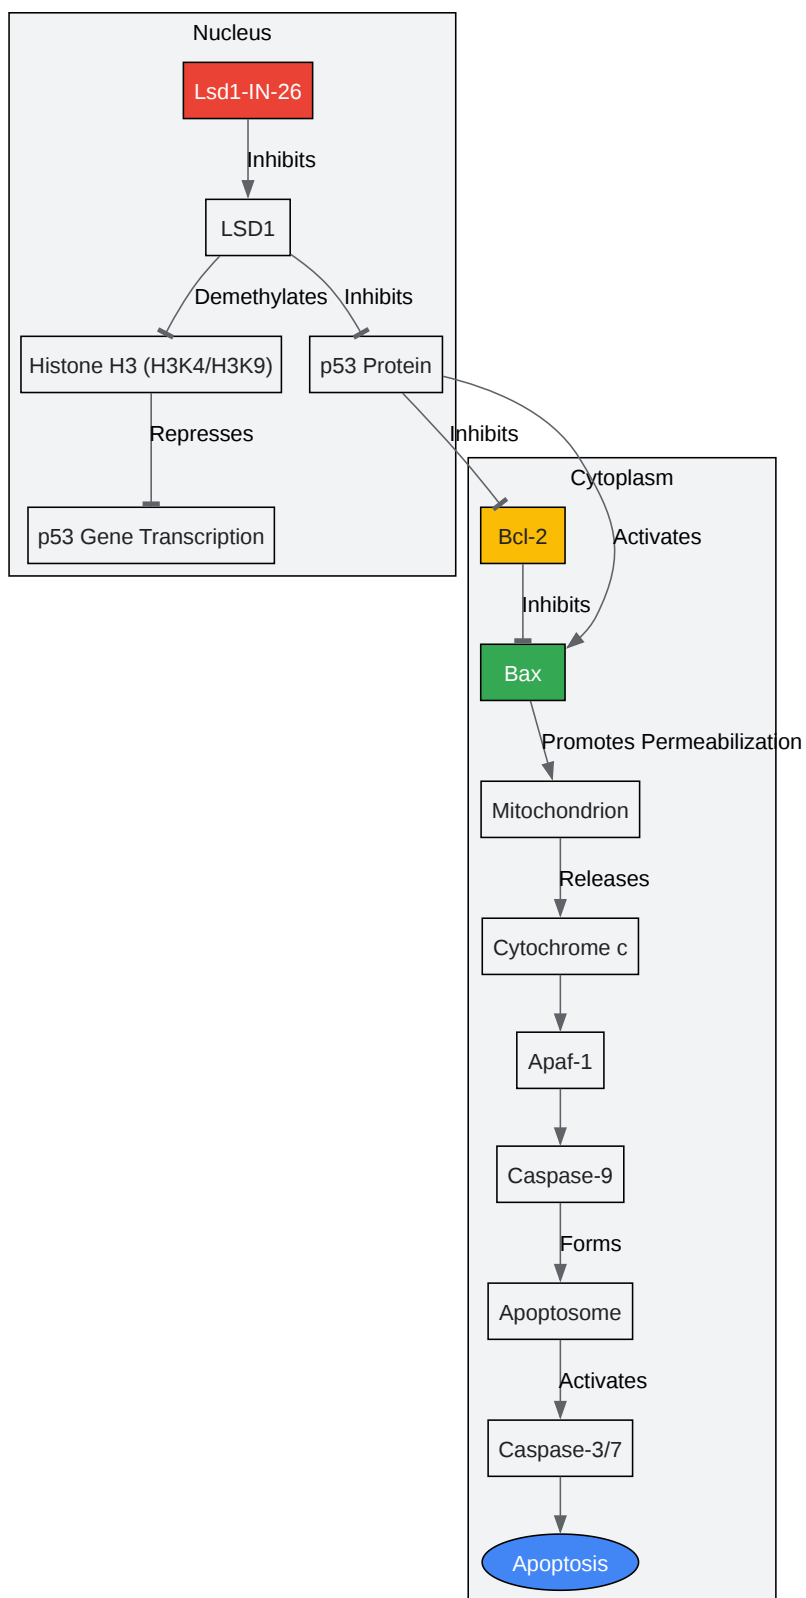 Nucleus
Lsd1-IN-26
Inhibits
LSD1
Demethylates
Inhibits
Histone H3 (H3K4/H3K9)
p53 Protein
Represses
Inhibits
Cytoplasm
p53 Gene Transcription
Bcl-2
Activates
Inhibits
Bax
Promotes Permeabilization
Mitochondrion
Releases
Cytochrome c
Apaf-1
Caspase-9
Forms
Apoptosome
Activates
Caspase-3/7
Apoptosis